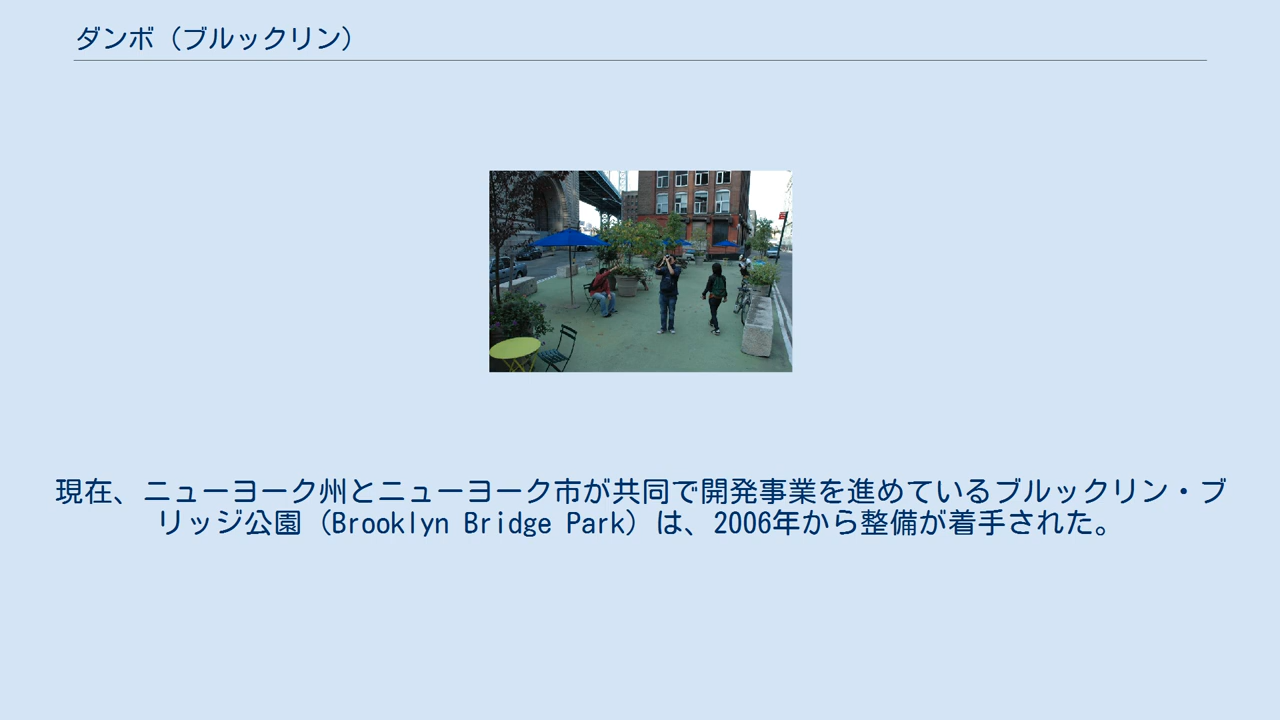 ダンボ（ブルックリン）
現在、ニューヨーク州とニューヨーク市が共同で開発事業を進めているブルックリン・ブ
リッジ公園（Brooklyn Bridge Park）は、2006年から整備が着手された。